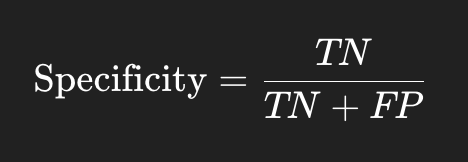 Specificity = TN / TN + FP